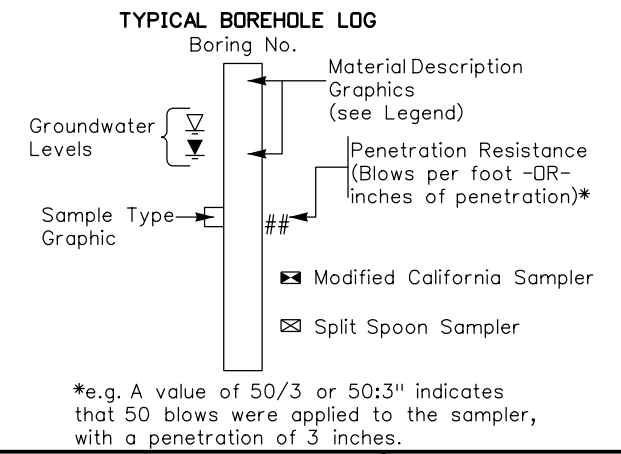 TYPICAL BOREHOLE LOG
Boring No.
Material Description
Graphics
(see Legend)
Groundwater
Levels
Penetration Resistance
(Blows per foot -OR-
inches of penetration)*
Sample Type
Graphic
##
Modified California Sampler
Split Spoon Sampler
*e.g. A value of 50/3 or 50:3" indicates
that 50 blows were applied to the sampler,
with a penetration of 3 inches.